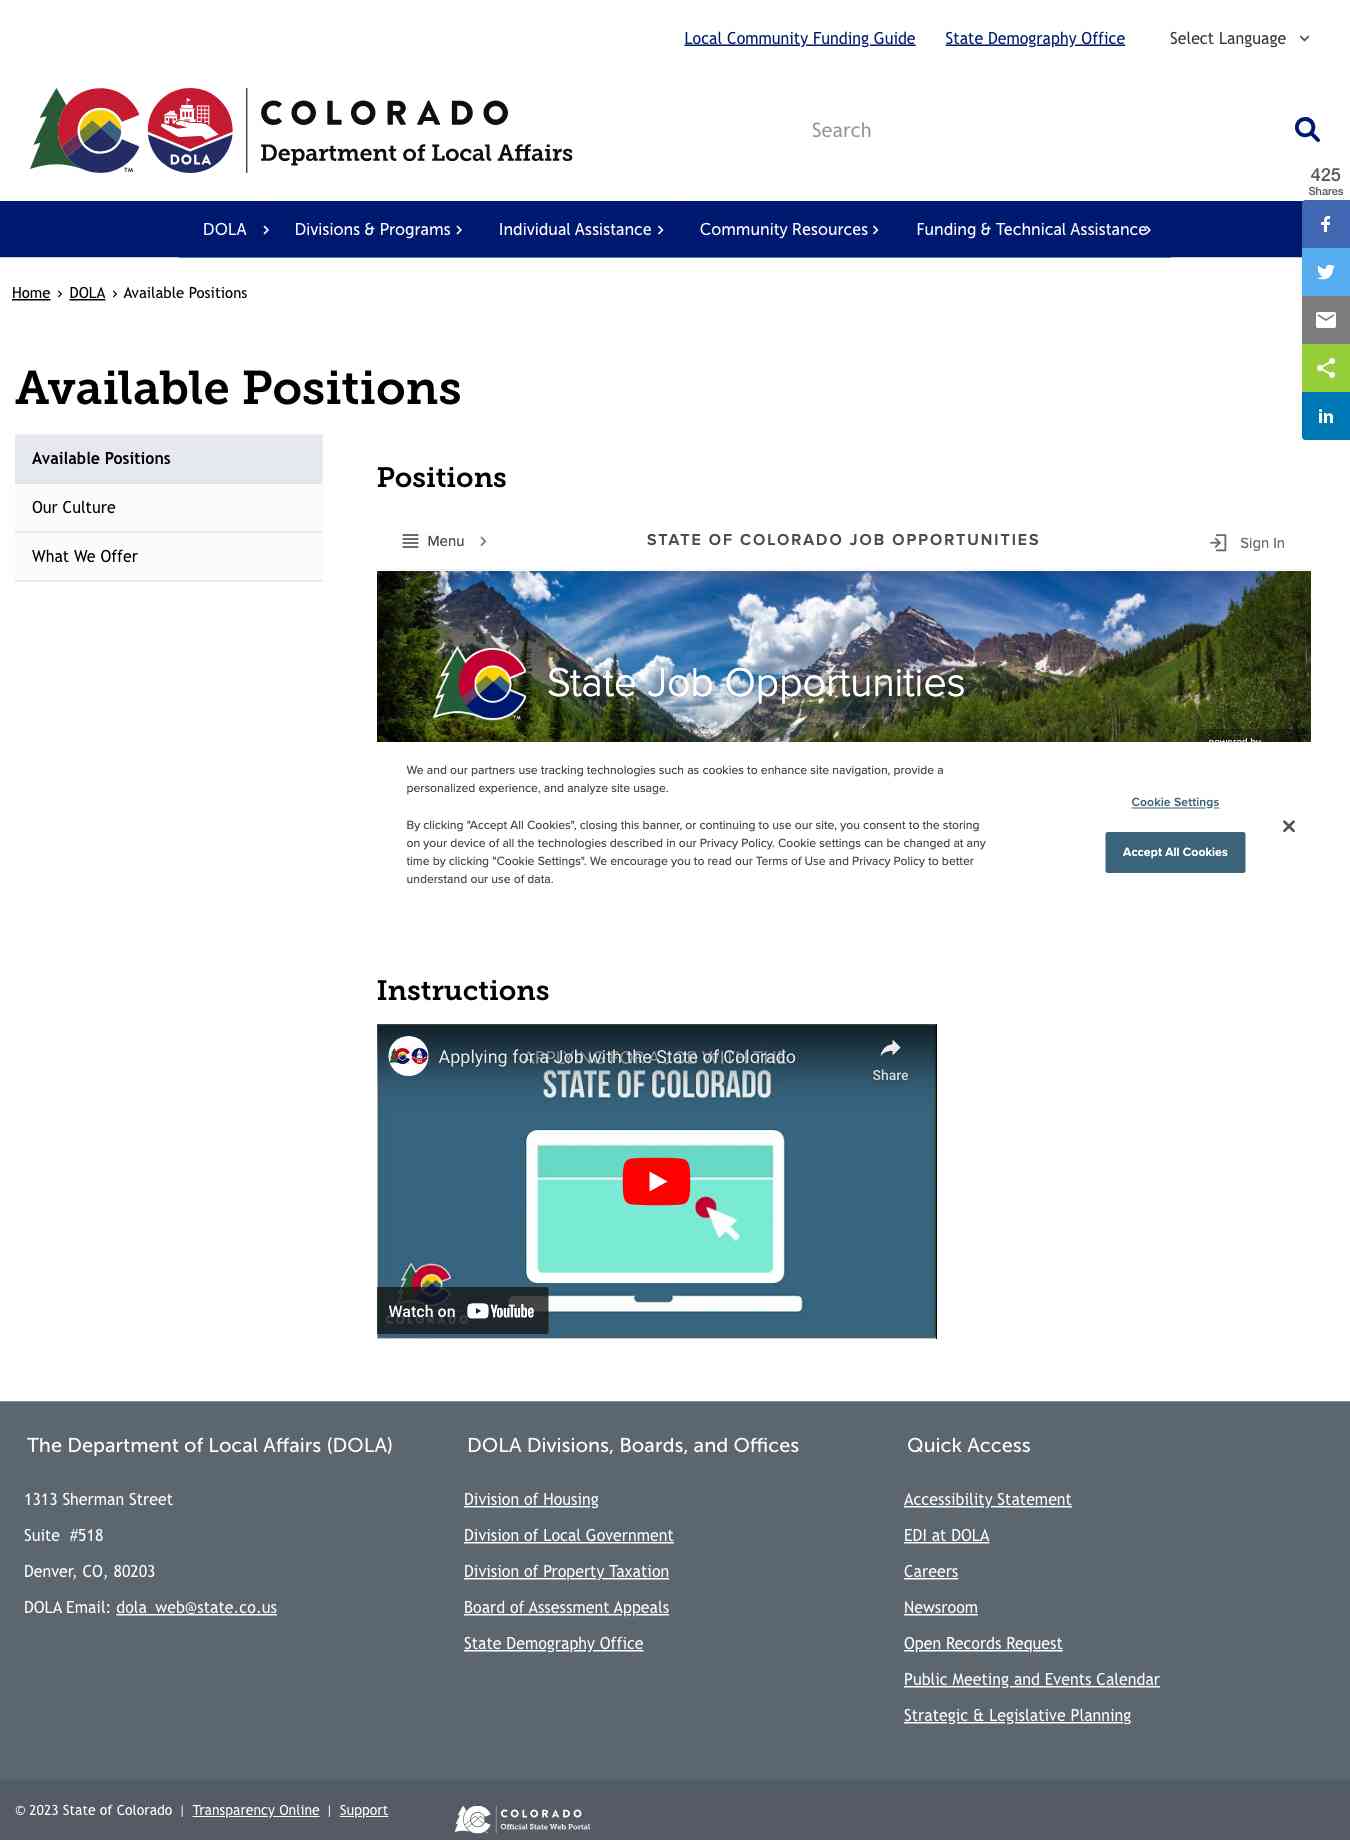 Local Community Funding Guide State Demography Office Select Language
COLORADO
Department of Local Affairs
DOLA
TM
Search
425
Shares
DOLA Divisions & Programs Individual Assistance Community Resources Funding & Technical Assistance
Home › DOLA › Available Positions
Available Positions
Available Positions
Our Culture
What We Offer
Positions
Menu STATE OF COLORADO JOB OPPORTUNITIES Sign In
State Job Opportunities
TM
powered by
We and our partners use tracking technologies such as cookies to enhance site navigation, provide a
personalized experience, and analyze site usage.
By clicking "Accept All Cookies", closing this banner, or continuing to use our site, you consent to the storing
on your device of all the technologies described in our Privacy Policy. Cookie settings can be changed at any
time by clicking "Cookie Settings". We encourage you to read our Terms of Use and Privacy Policy to better
understand our use of data.
Cookie Settings
Accept All Cookies
Instructions
Applying for a Job with the State of Colorado
APPLYING FOR A JOB WITH THE
STATE OF COLORADO
Share
COLORADO
Watch on YouTube
The Department of Local Affairs (DOLA)
1313 Sherman Street
Suite #518
Denver, CO, 80203
DOLA Email: dola_web@state.co.us
DOLA Divisions, Boards, and Offices
Division of Housing
Division of Local Government
Division of Property Taxation
Board of Assessment Appeals
State Demography Office
Quick Access
Accessibility Statement
EDI at DOLA
Careers
Newsroom
Open Records Request
Public Meeting and Events Calendar
Strategic & Legislative Planning
© 2023 State of Colorado | Transparency Online | Support
COLORADO
Official State Web Portal